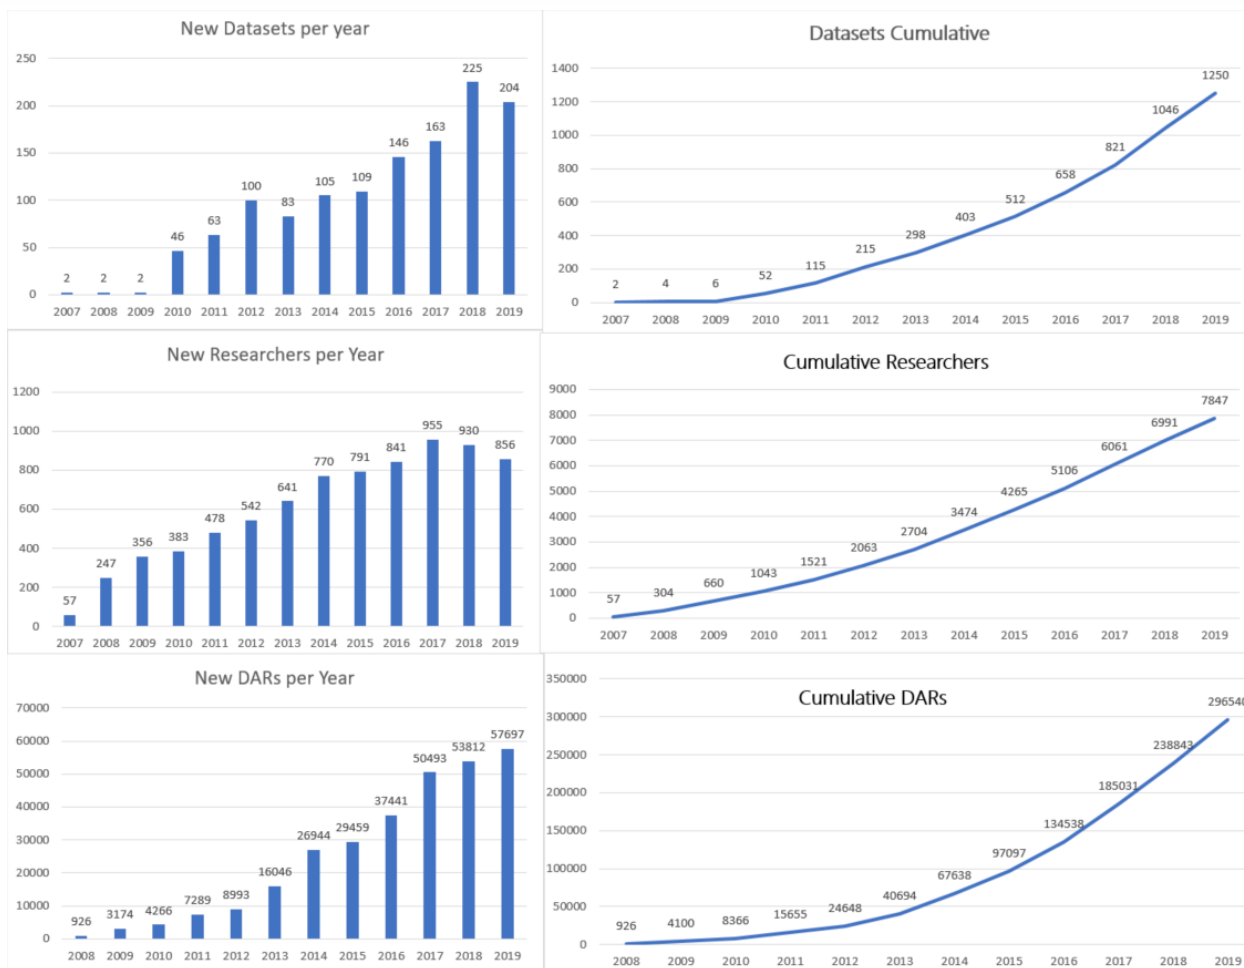 New Datasets per year
250
200
150
100
50
0
2 2 2 46 63 100 83 105 109 146 163 225 204
2007 2008 2009 2010 2011 2012 2013 2014 2015 2016 2017 2018 2019
Datasets Cumulative
1400
1200
1000
800
600
400
200
0
2 4 6 52 115 215 298 403 512 658 821 1046 1250
2007 2008 2009 2010 2011 2012 2013 2014 2015 2016 2017 2018 2019
New Researchers per Year
1200
1000
800
600
400
200
0
57 247 356 383 478 542 641 770 791 841 955 930 856
2007 2008 2009 2010 2011 2012 2013 2014 2015 2016 2017 2018 2019
Cumulative Researchers
9000
8000
7000
6000
5000
4000
3000
2000
1000
0
57 304 660 1043 1521 2063 2704 3474 4265 5106 6061 6991 7847
2007 2008 2009 2010 2011 2012 2013 2014 2015 2016 2017 2018 2019
New DARs per Year
70000
60000
50000
40000
30000
20000
10000
0
926 3174 4266 7289 8993 16046 26944 29459 37441 50493 53812 57697
2008 2009 2010 2011 2012 2013 2014 2015 2016 2017 2018 2019
Cumulative DARs
350000
300000
250000
200000
150000
100000
50000
0
926 4100 8366 15655 24648 40694 67638 97097 134538 185031 238843 296540
2008 2009 2010 2011 2012 2013 2014 2015 2016 2017 2018 2019